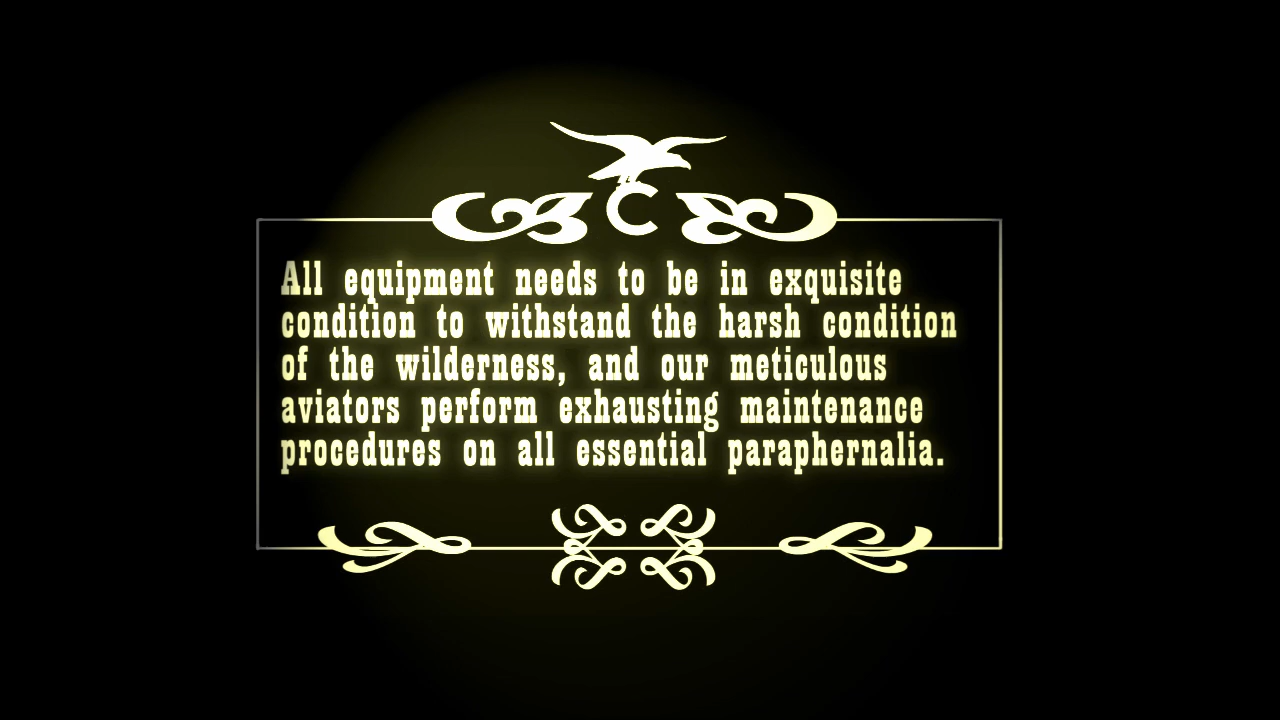 C
All equipment needs to be in exquisite
condition to withstand the harsh condition
of the wilderness, and our meticulous
aviators perform exhausting maintenance
procedures on all essential paraphernalia.